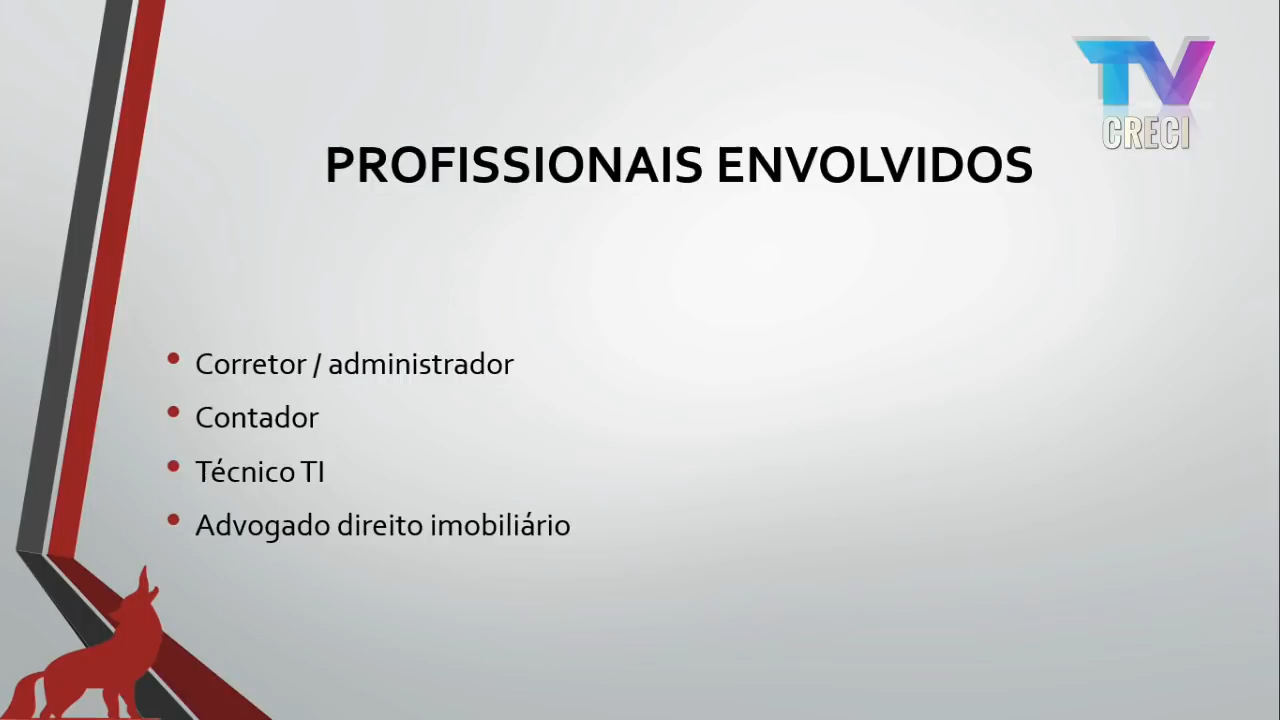 TV
CRECI
PROFISSIONAIS ENVOLVIDOS
Corretor / administrador
Contador
Técnico TI
Advogado direito imobiliário